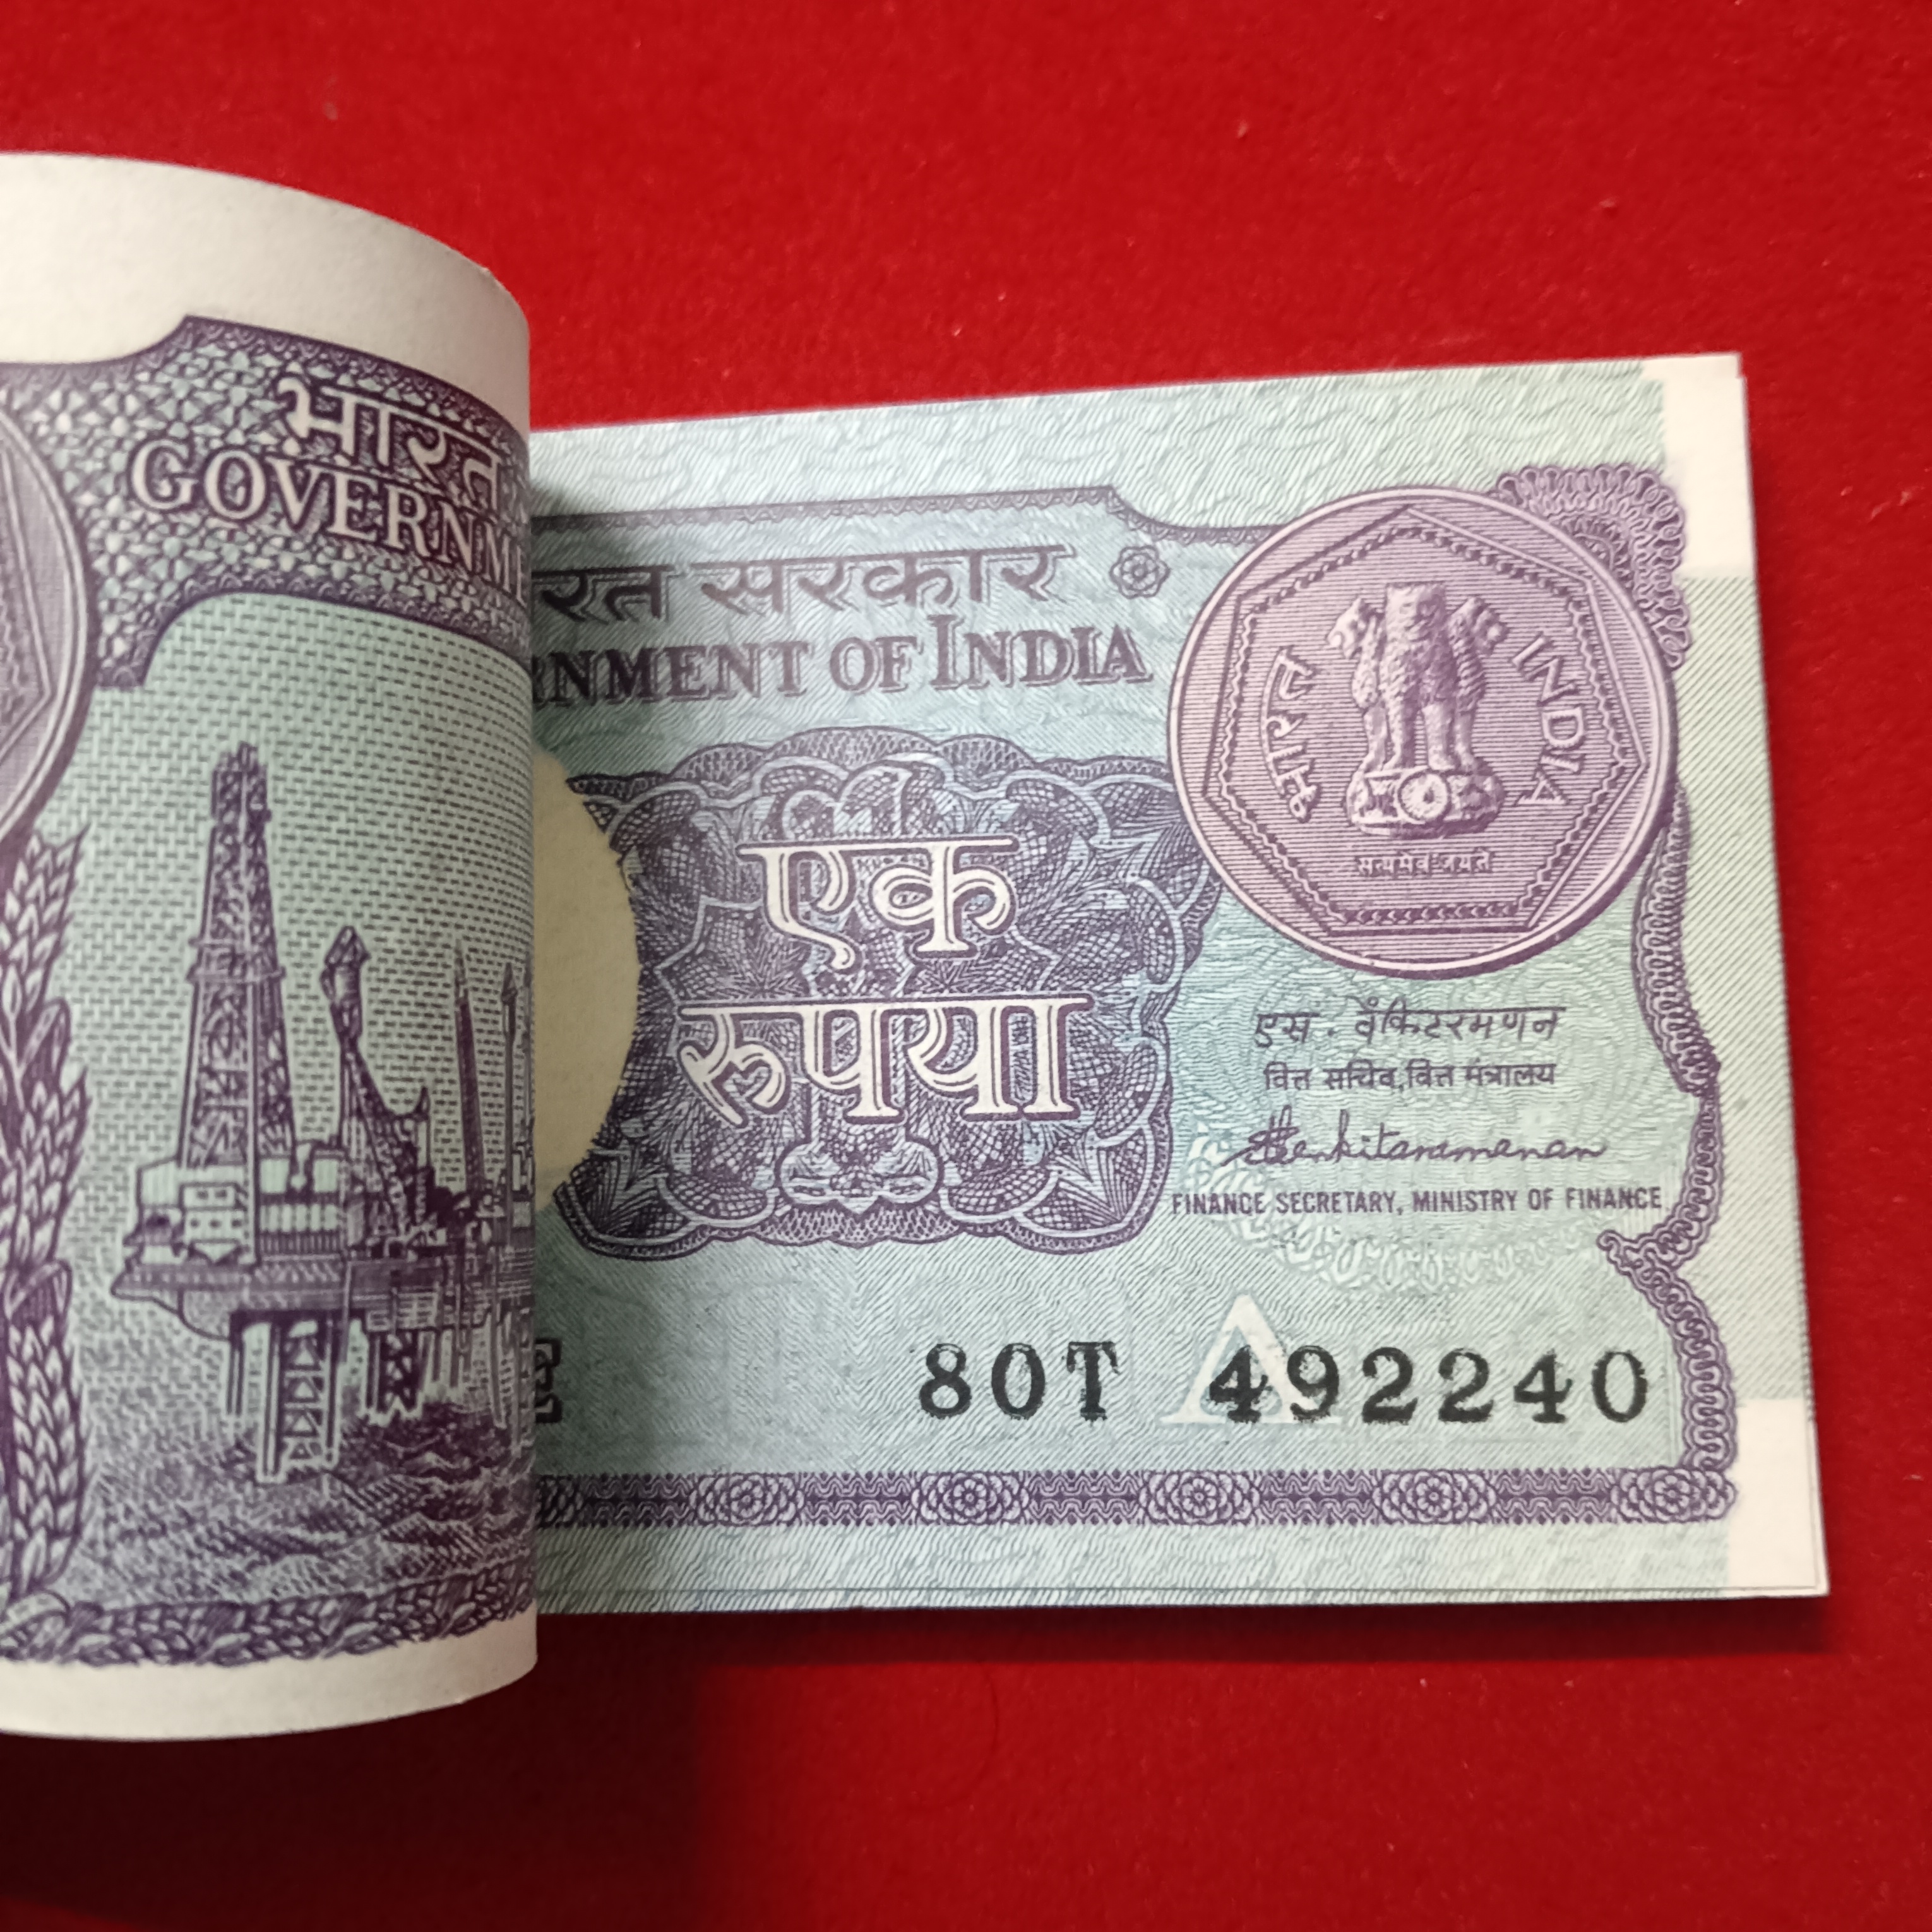 भारत
GOVERNM
रत सरकार
RNMENT OF INDIA
भारत INDIA
सत्यमेव जयते
एक
रुपया
एस. वेंकिटरमणन
वित्त सचिव, वित्त मंत्रालय
SVenkitaramanan
FINANCE SECRETARY, MINISTRY OF FINANCE
E 80T A 492240